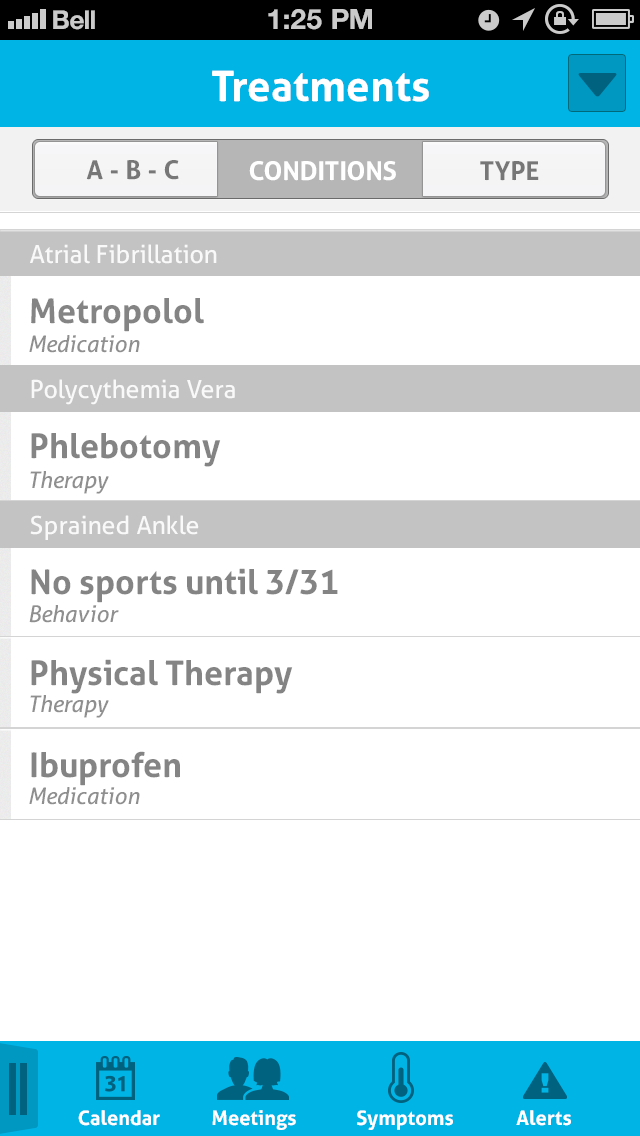 Bell 1:25 PM
Treatments
A - B - C CONDITIONS TYPE
Atrial Fibrillation
Metropolol
Medication
Polycythemia Vera
Phlebotomy
Therapy
Sprained Ankle
No sports until 3/31
Behavior
Physical Therapy
Therapy
Ibuprofen
Medication
31
Calendar Meetings Symptoms Alerts